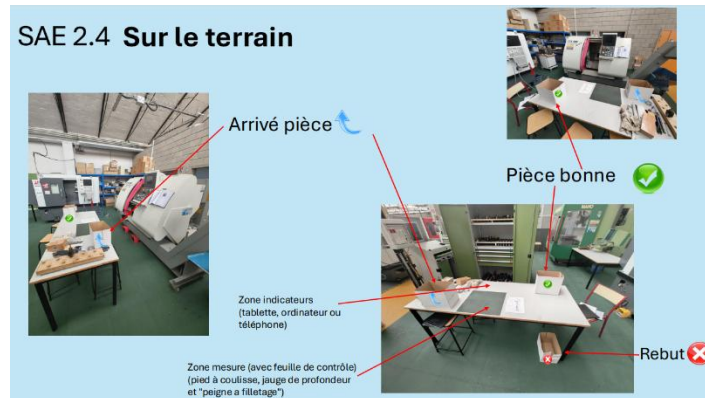 SAE 2.4 Sur le terrain
Arrivé pièce
Pièce bonne
Zone indicateurs
(tablette, ordinateur ou
téléphone)
Zone mesure (avec feuille de contrôle)
(pied à coulisse, jauge de profondeur
et "peigne a filletage")
Rebut